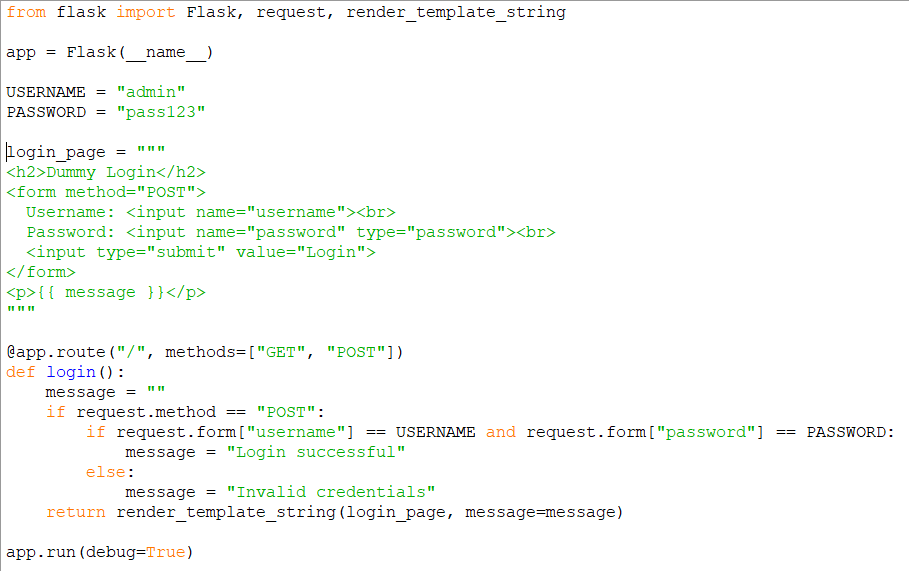 from flask import Flask, request, render_template_string

app = Flask(__name__)

USERNAME = "admin"
PASSWORD = "pass123"

login_page = """
<h2>Dummy Login</h2>
<form method="POST">
  Username: <input name="username"><br>
  Password: <input name="password" type="password"><br>
  <input type="submit" value="Login">
</form>
<p>{{ message }}</p>
"""

@app.route("/", methods=["GET", "POST"])
def login():
    message = ""
    if request.method == "POST":
        if request.form["username"] == USERNAME and request.form["password"] == PASSWORD:
            message = "Login successful"
        else:
            message = "Invalid credentials"
    return render_template_string(login_page, message=message)

app.run(debug=True)